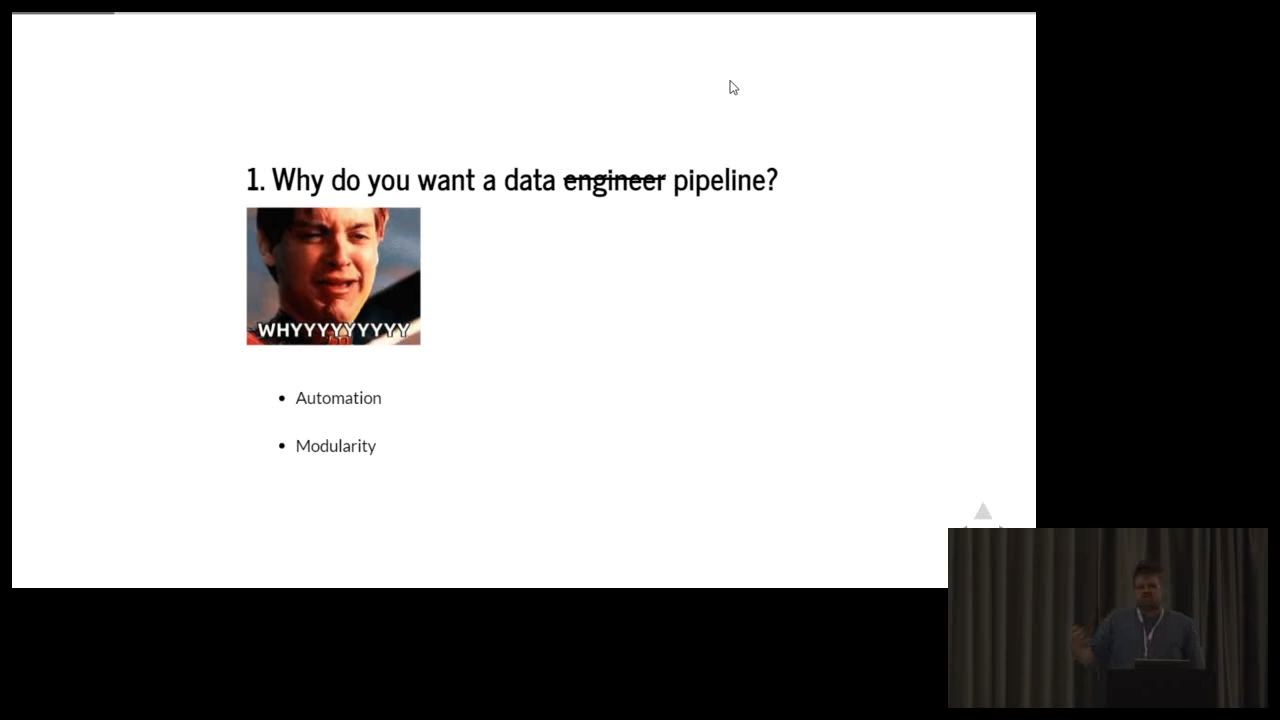 1. Why do you want a data engineer pipeline?
WHYYYYYYYYY
• Automation
• Modularity